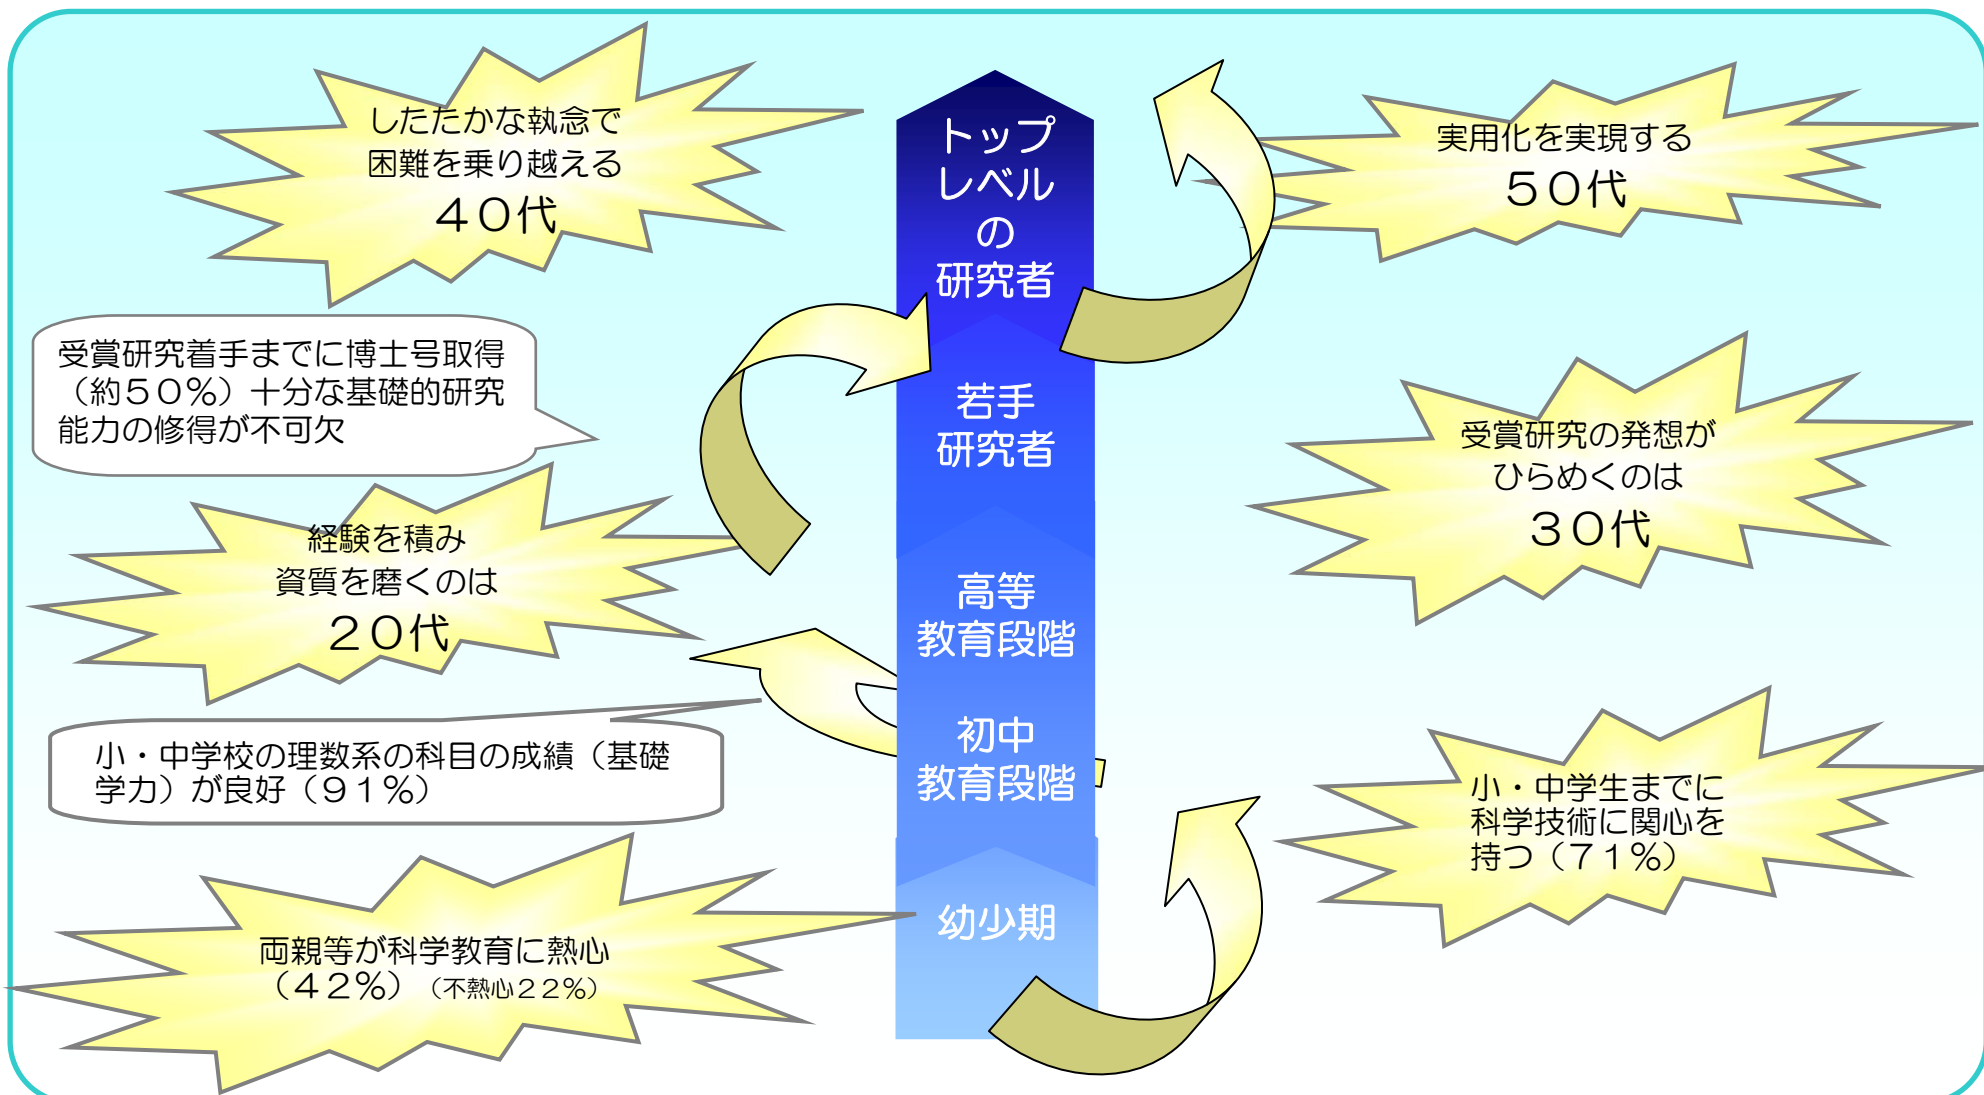 したたかな執念で
困難を乗り越える
４０代
トップ
レベル
の
研究者
実用化を実現する
５０代
受賞研究着手までに博士号取得
（約５０％）十分な基礎的研究
能力の修得が不可欠
若手
研究者
受賞研究の発想が
ひらめくのは
３０代
経験を積み
資質を磨くのは
２０代
高等
教育段階
小・中学校の理数系の科目の成績（基礎
学力）が良好（９１％）
初中
教育段階
小・中学生までに
科学技術に関心を
持つ（７１％）
両親等が科学教育に熱心
（４２％）（不熱心２２％）
幼少期